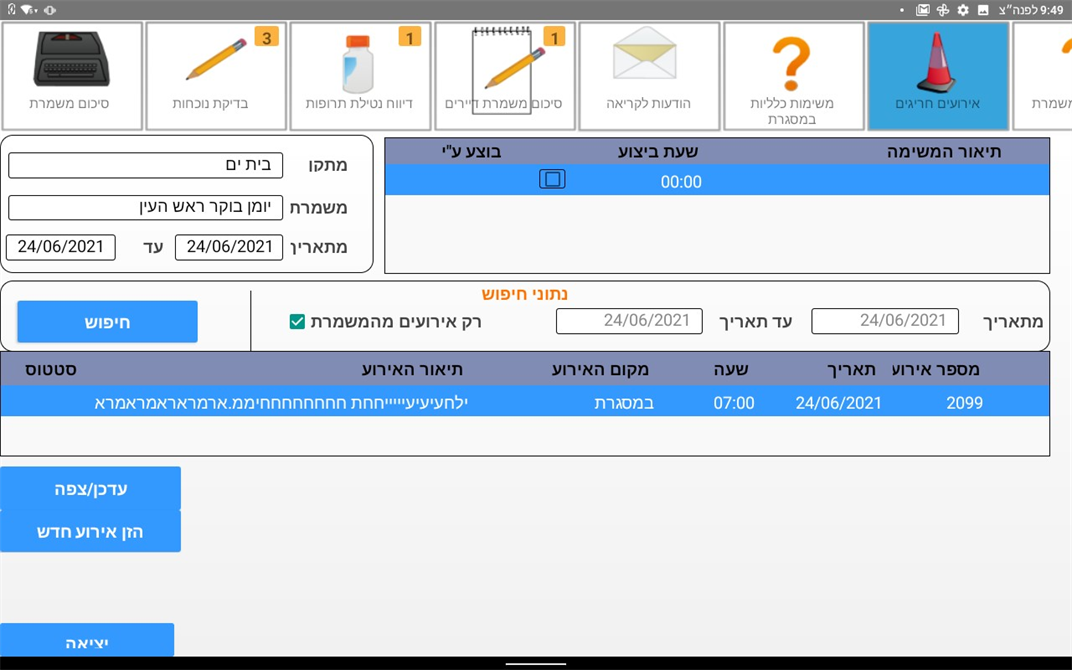 9:49 לפנה״צ
משמרת
אירועים חריגים
משימות כלליות
במסגרת
הודעות לקריאה
1
סיכום משמרת דיירים
1
דיווח נטילת תרופות
3
בדיקת נוכחות
סיכום משמרת
תיאור המשימה שעת ביצוע בוצע ע"י
00:00
מתקן בית ים
משמרת יומן בוקר ראש העין
מתאריך 24/06/2021 עד 24/06/2021
נתוני חיפוש
מתאריך 24/06/2021 עד תאריך 24/06/2021 רק אירועים מהמשמרת חיפוש
מספר אירוע תאריך שעה מקום האירוע תיאור האירוע סטטוס
2099 24/06/2021 07:00 במסגרת
עדכן/צפה
הזן אירוע חדש
יציאה